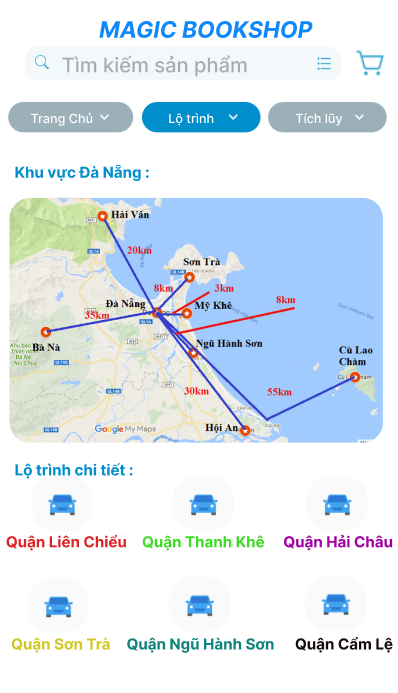 MAGIC BOOKSHOP
Tìm kiếm sản phẩm
Trang Chủ
Lộ trình
Tích lũy
Khu vực Đà Nẵng :
Hải Vân
20km
Sơn Trà
8km
3km
8km
Đà Nẵng
Mỹ Khê
35km
Bà Nà
Ngũ Hành Sơn
Cù Lao
Chàm
30km
55km
Hội An
Google My Maps
Lộ trình chi tiết :
Quận Liên Chiểu
Quận Thanh Khê
Quận Hải Châu
Quận Sơn Trà
Quận Ngũ Hành Sơn
Quận Cẩm Lệ